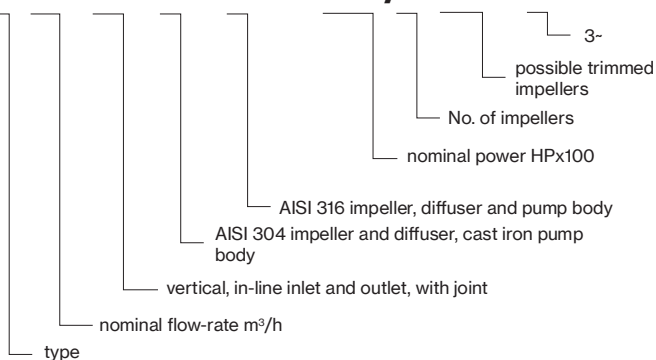 3~
possible trimmed
impellers
No. of impellers
nominal power HPx100
AISI 316 impeller, diffuser and pump body
AISI 304 impeller and diffuser, cast iron pump
body
vertical, in-line inlet and outlet, with joint
nominal flow-rate m³/h
type